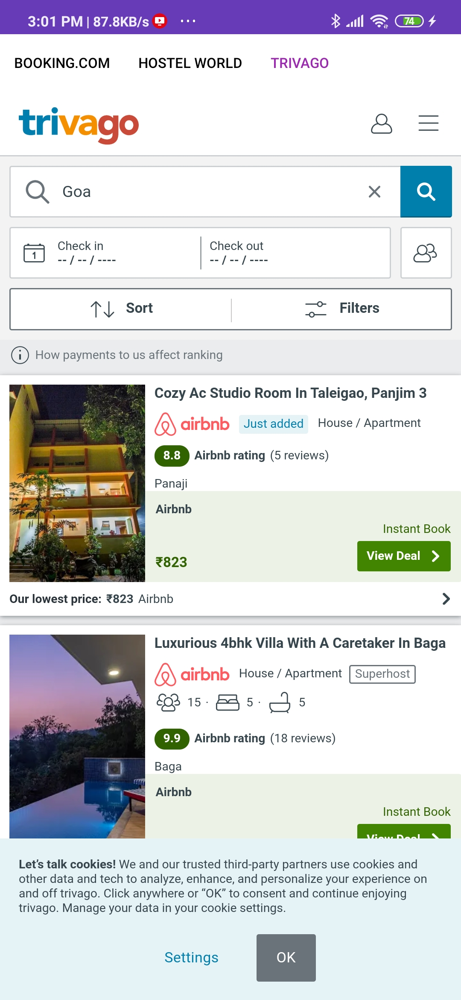 3:01 PM | 87.8KB/s ... 74
BOOKING.COM HOSTEL WORLD TRIVAGO
trivago
Goa
1 Check in Check out
-- / -- / ---- -- / -- / ----
Sort Filters
How payments to us affect ranking
Cozy Ac Studio Room In Taleigao, Panjim 3
airbnb Just added House / Apartment
8.8 Airbnb rating (5 reviews)
Panaji
Airbnb
Instant Book
View Deal
₹823
Our lowest price: ₹823 Airbnb
Luxurious 4bhk Villa With A Caretaker In Baga
airbnb House / Apartment Superhost
15 · 5 · 5
9.9 Airbnb rating (18 reviews)
Baga
Airbnb
Instant Book
View Deal
Let's talk cookies! We and our trusted third-party partners use cookies and
other data and tech to analyze, enhance, and personalize your experience on
and off trivago. Click anywhere or “OK” to consent and continue enjoying
trivago. Manage your data in your cookie settings.
Settings OK